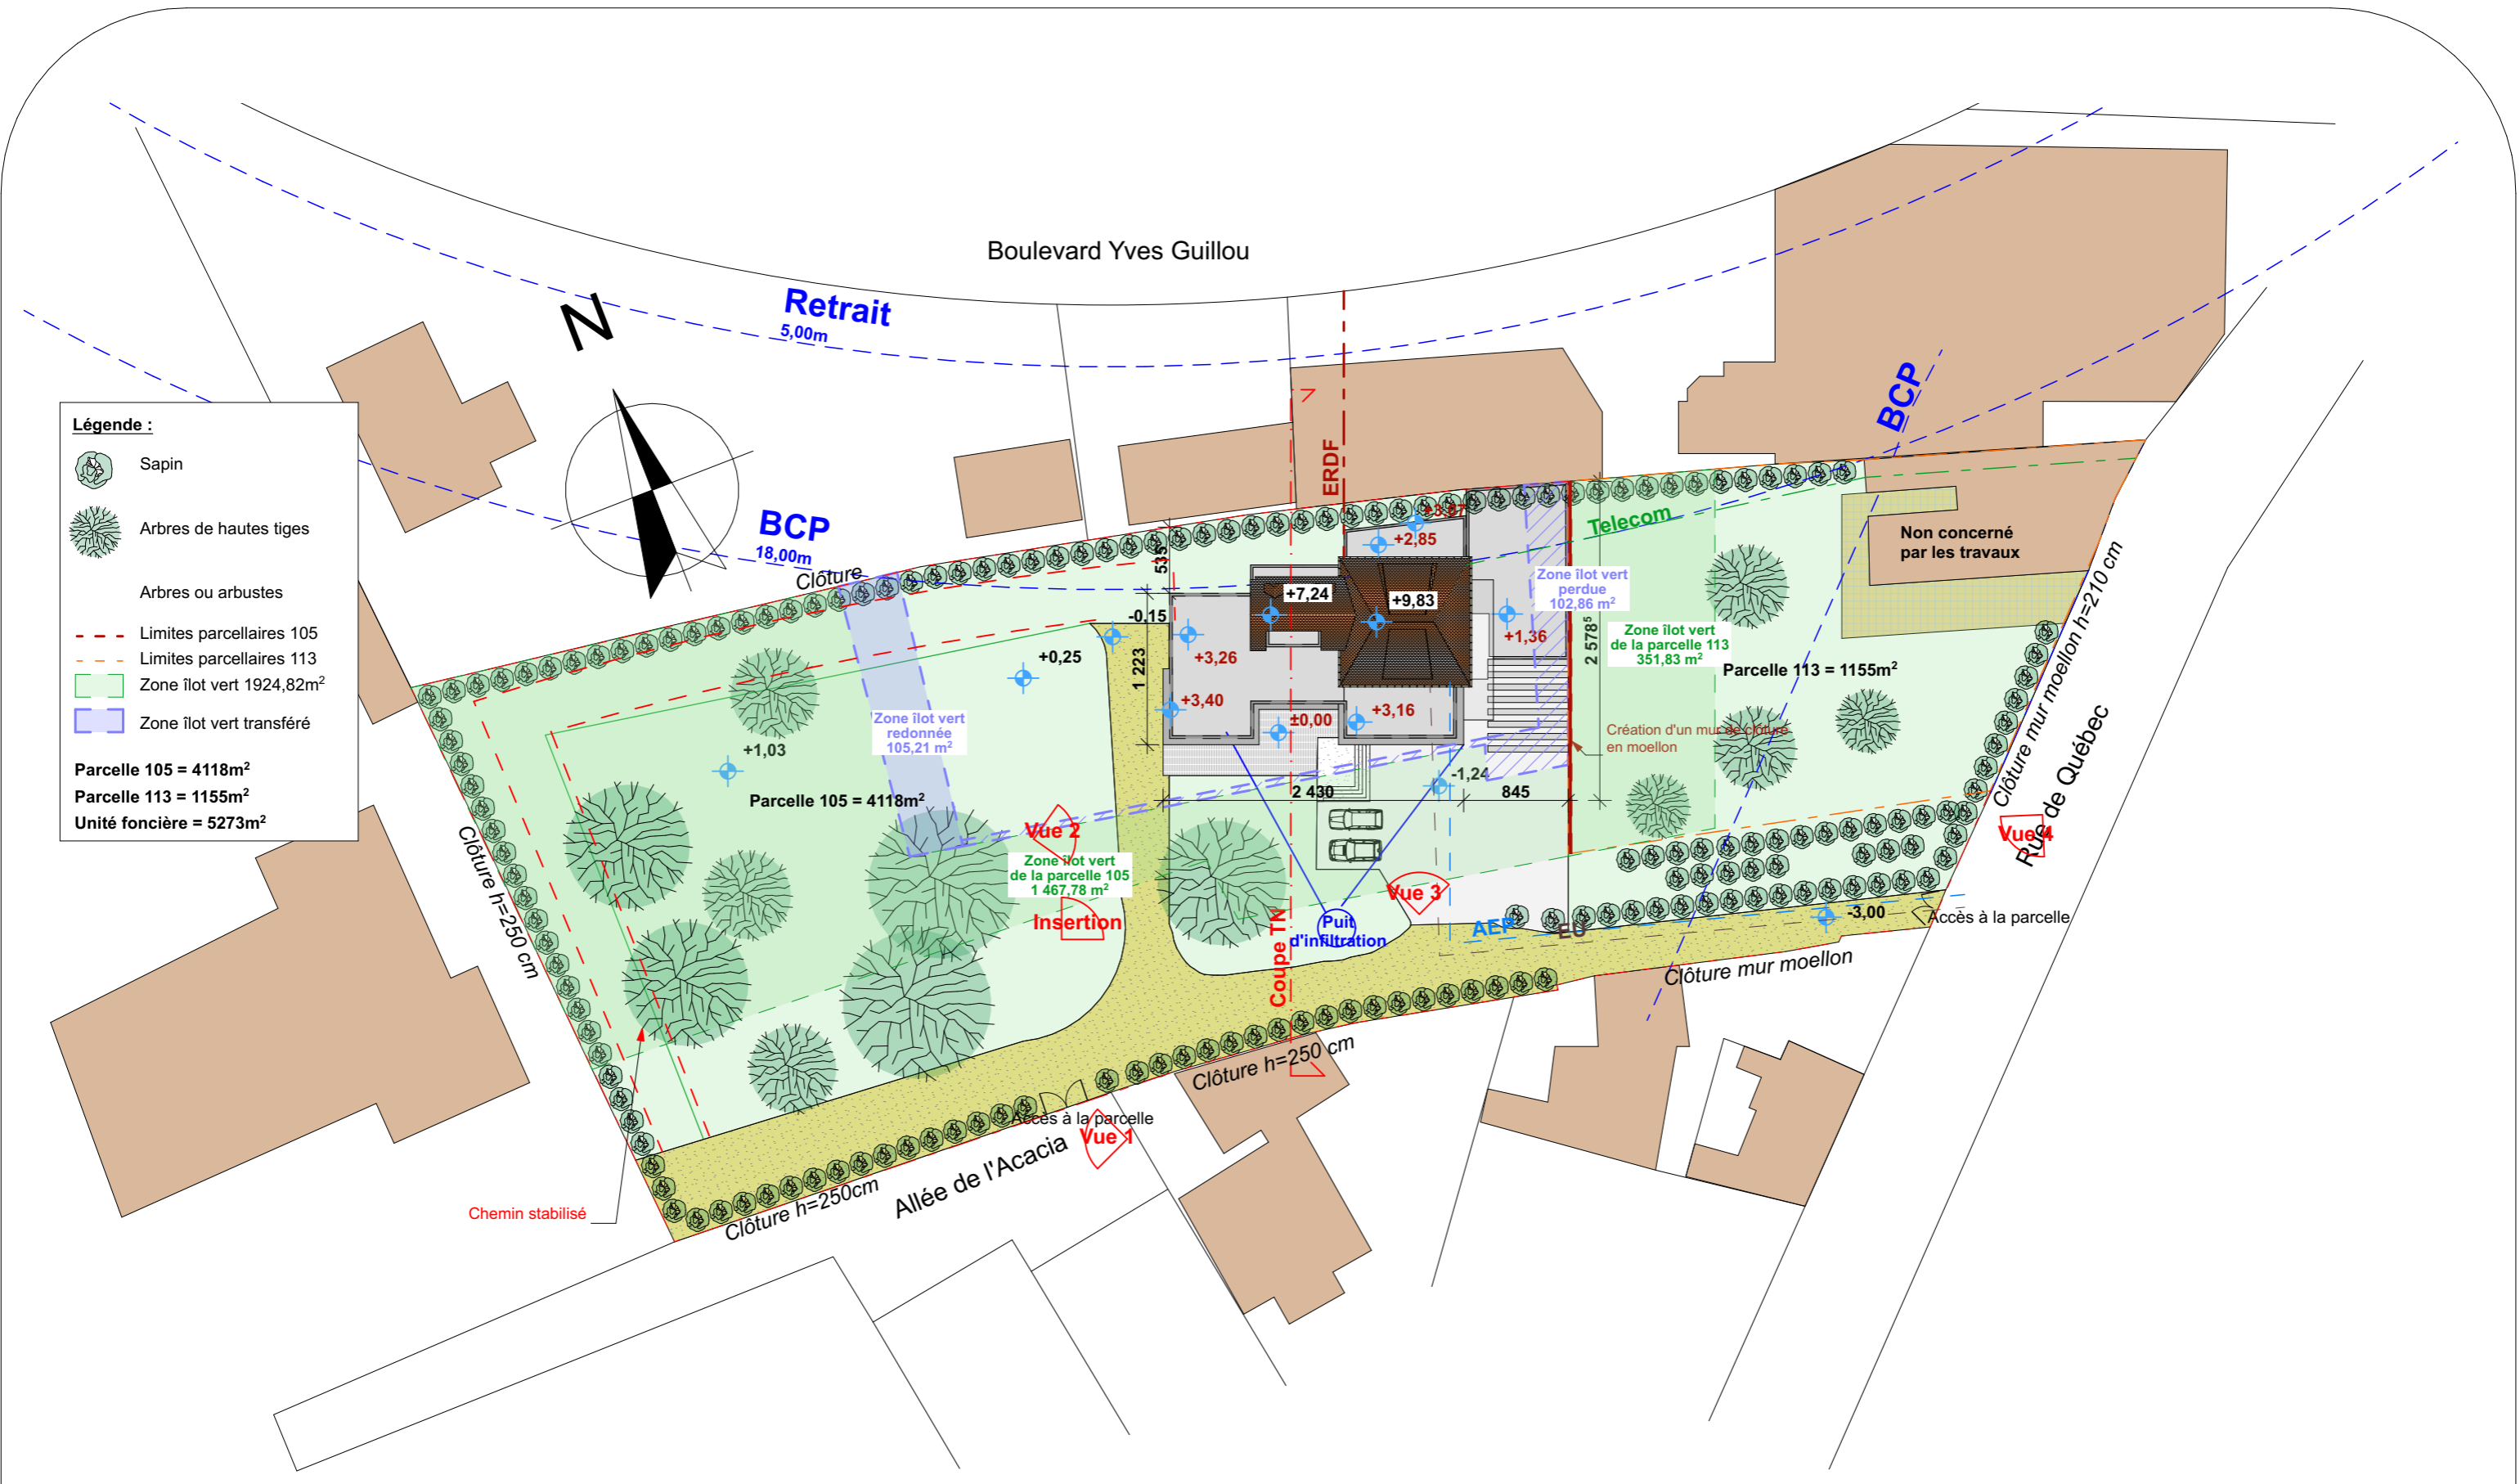 Boulevard Yves Guillou
Retrait
5,00m
N
BCP
18,00m
BCP
Légende :
Sapin
Arbres de hautes tiges
Arbres ou arbustes
Limites parcellaires 105
Limites parcellaires 113
Zone îlot vert 1924,82m²
Zone îlot vert transféré
Parcelle 105 = 4118m²
Parcelle 113 = 1155m²
Unité foncière = 5273m²
Clôture
ERDF
Telecom
535
+2,85
+7,24
+9,83
-0,15
+0,25
1 223
+3,26
+3,40
±0,00
+3,16
+1,36
Zone îlot vert
perdue
102,86 m²
2 578⁵
Zone îlot vert
de la parcelle 113
351,83 m²
Parcelle 113 = 1155m²
Non concerné
par les travaux
Clôture mur moellon h=210 cm
Rue de Québec
Création d'un mur de clôture
en moellon
Zone îlot vert
redonnée
105,21 m²
+1,03
Parcelle 105 = 4118m²
-1,24
2 430
845
Vue 2
Zone îlot vert
de la parcelle 105
1 467,78 m²
Insertion
Vue 3
Vue 4
Puit
d'infiltration
Coupe TN
AEP
EU
-3,00
Accès à la parcelle
Clôture mur moellon
Clôture h=250 cm
Clôture h=250 cm
Accès à la parcelle
Vue 1
Allée de l'Acacia
Clôture h=250cm
Chemin stabilisé